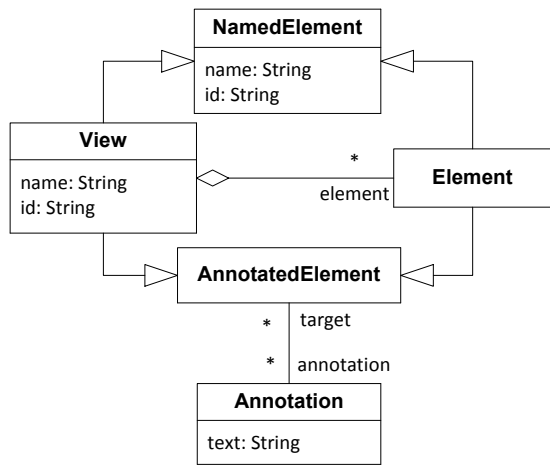 NamedElement
name: String
id: String
View
name: String
id: String
*
element
Element
AnnotatedElement
*
target
*
annotation
Annotation
text: String